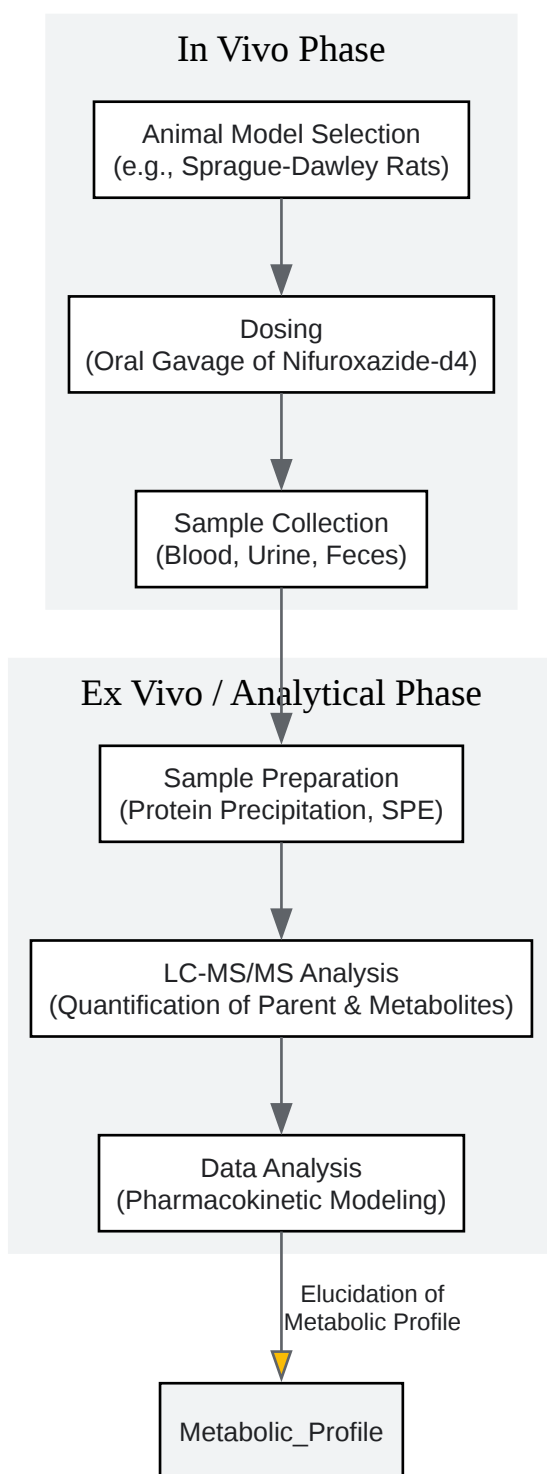 In Vivo Phase
Animal Model Selection
(e.g., Sprague-Dawley Rats)
Dosing
(Oral Gavage of Nifuroxazide-d4)
Sample Collection
(Blood, Urine, Feces)
Ex Vivo / Analytical Phase
Sample Preparation
(Protein Precipitation, SPE)
LC-MS/MS Analysis
(Quantification of Parent & Metabolites)
Data Analysis
(Pharmacokinetic Modeling)
Elucidation of
Metabolic Profile
Metabolic_Profile